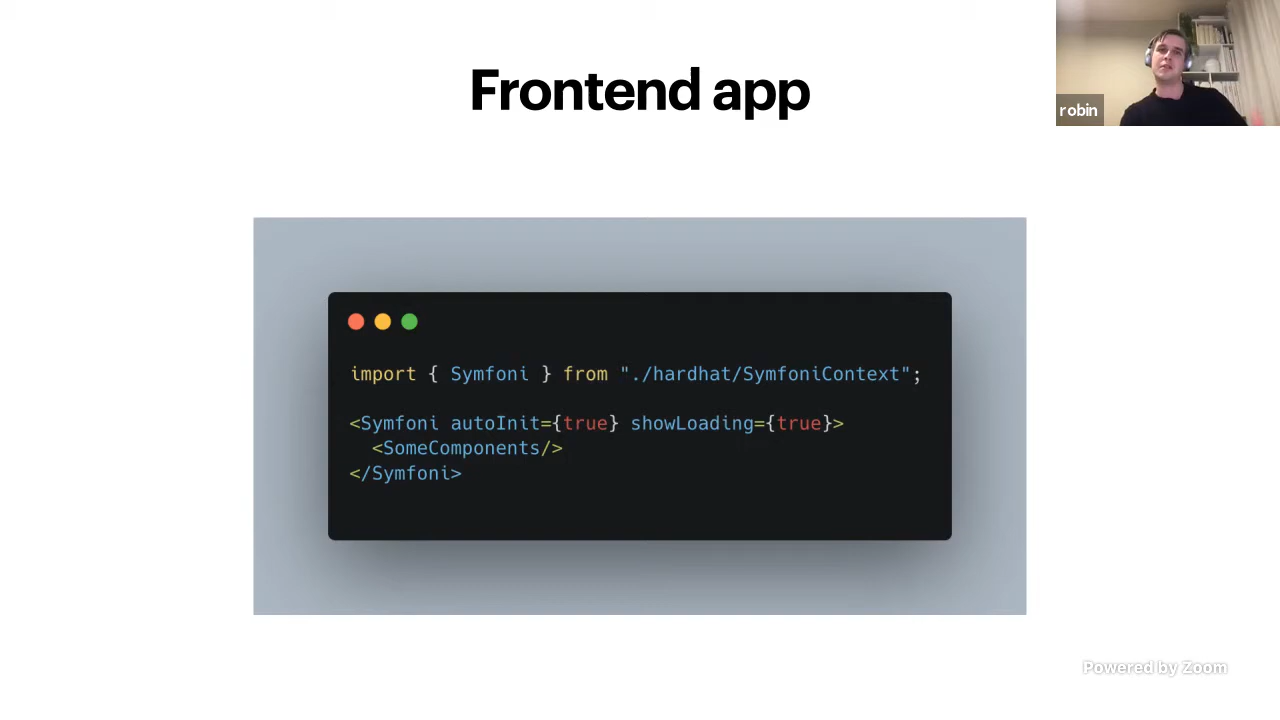 Frontend app
robin
import { Symfoni } from "./hardhat/SymfoniContext";
<Symfoni autoInit={true} showLoading={true}>
<SomeComponents/>
</Symfoni>
Powered by Zoom